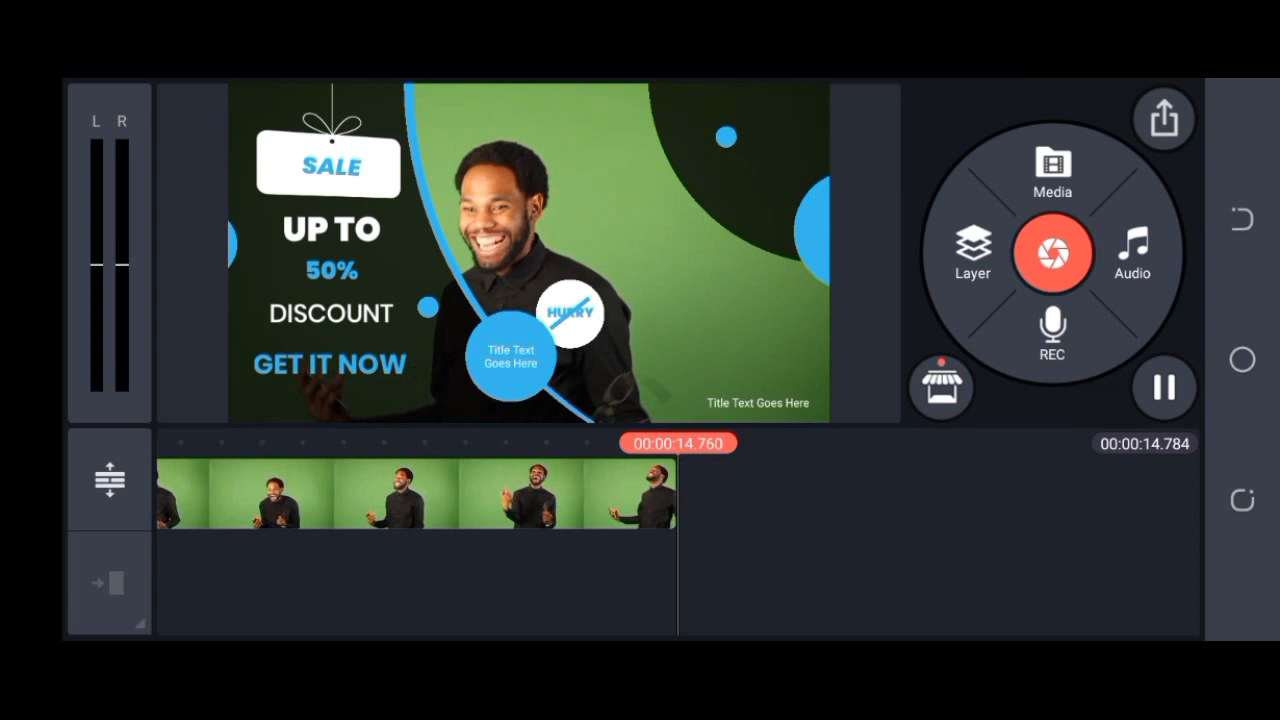 L R
SALE
UP TO
50%
DISCOUNT
GET IT NOW
HURRY
Title Text
Goes Here
Title Text Goes Here
Media
Layer
Audio
REC
00:00:14.760
00:00:14.784